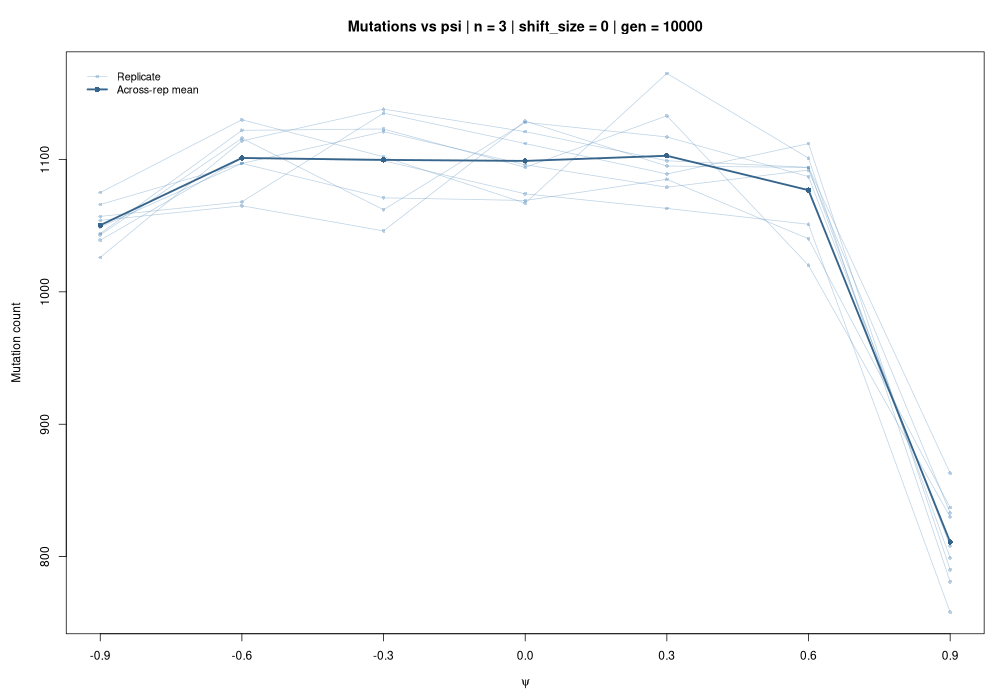 Mutations vs psi | n = 3 | shift_size = 0 | gen = 10000
Replicate
Across-rep mean
Mutation count
1100
1000
900
800
-0.9 -0.6 -0.3 0.0 0.3 0.6 0.9
ψ